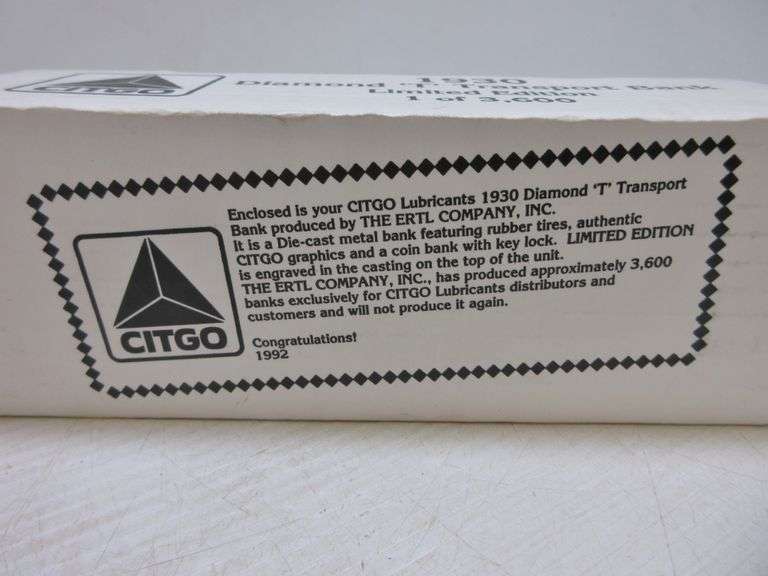 CITGO
1930
Diamond 'T' Transport Bank
Limited Edition
1 of 3,600
Enclosed is your CITGO Lubricants 1930 Diamond 'T' Transport
Bank produced by THE ERTL COMPANY, INC.
It is a Die-cast metal bank featuring rubber tires, authentic
CITGO graphics and a coin bank with key lock. LIMITED EDITION
is engraved in the casting on the top of the unit.
THE ERTL COMPANY, INC., has produced approximately 3,600
banks exclusively for CITGO Lubricants distributors and
customers and will not produce it again.
Congratulations!
1992
CITGO